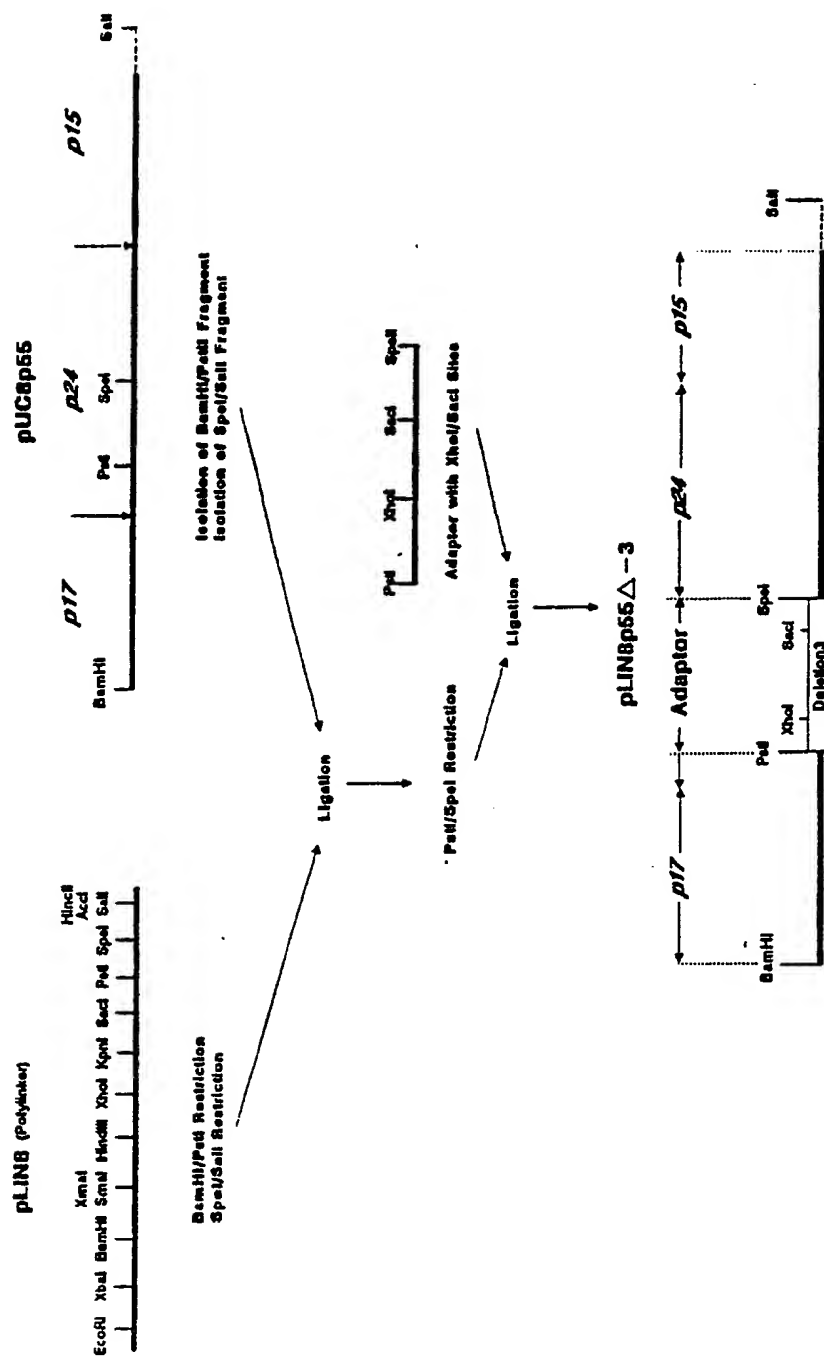 pLIN8 (Polylinker)
XmaI
HincII
AccI
EcoRI XbaI BamHI SmaI HindIII XhoI KpnI SacI PstI SpeI SalI
pUC8p55
p17 p24 p15
BamHI PstI SpeI SalI
BamHI/PstI Restriction
SpeI/SalI Restriction
Isolation of BamHI/PstI Fragment
Isolation of SpeI/SalI Fragment
Ligation
PstI/SpeI Restriction
PstI XhoI SacI SpeII
Adaptor with XhoI/SacI Sites
Ligation
pLIN8p55△-3
p17 Adaptor p24 p15
BamHI PstI SpeI SalI
XhoI SacI
Deletion3